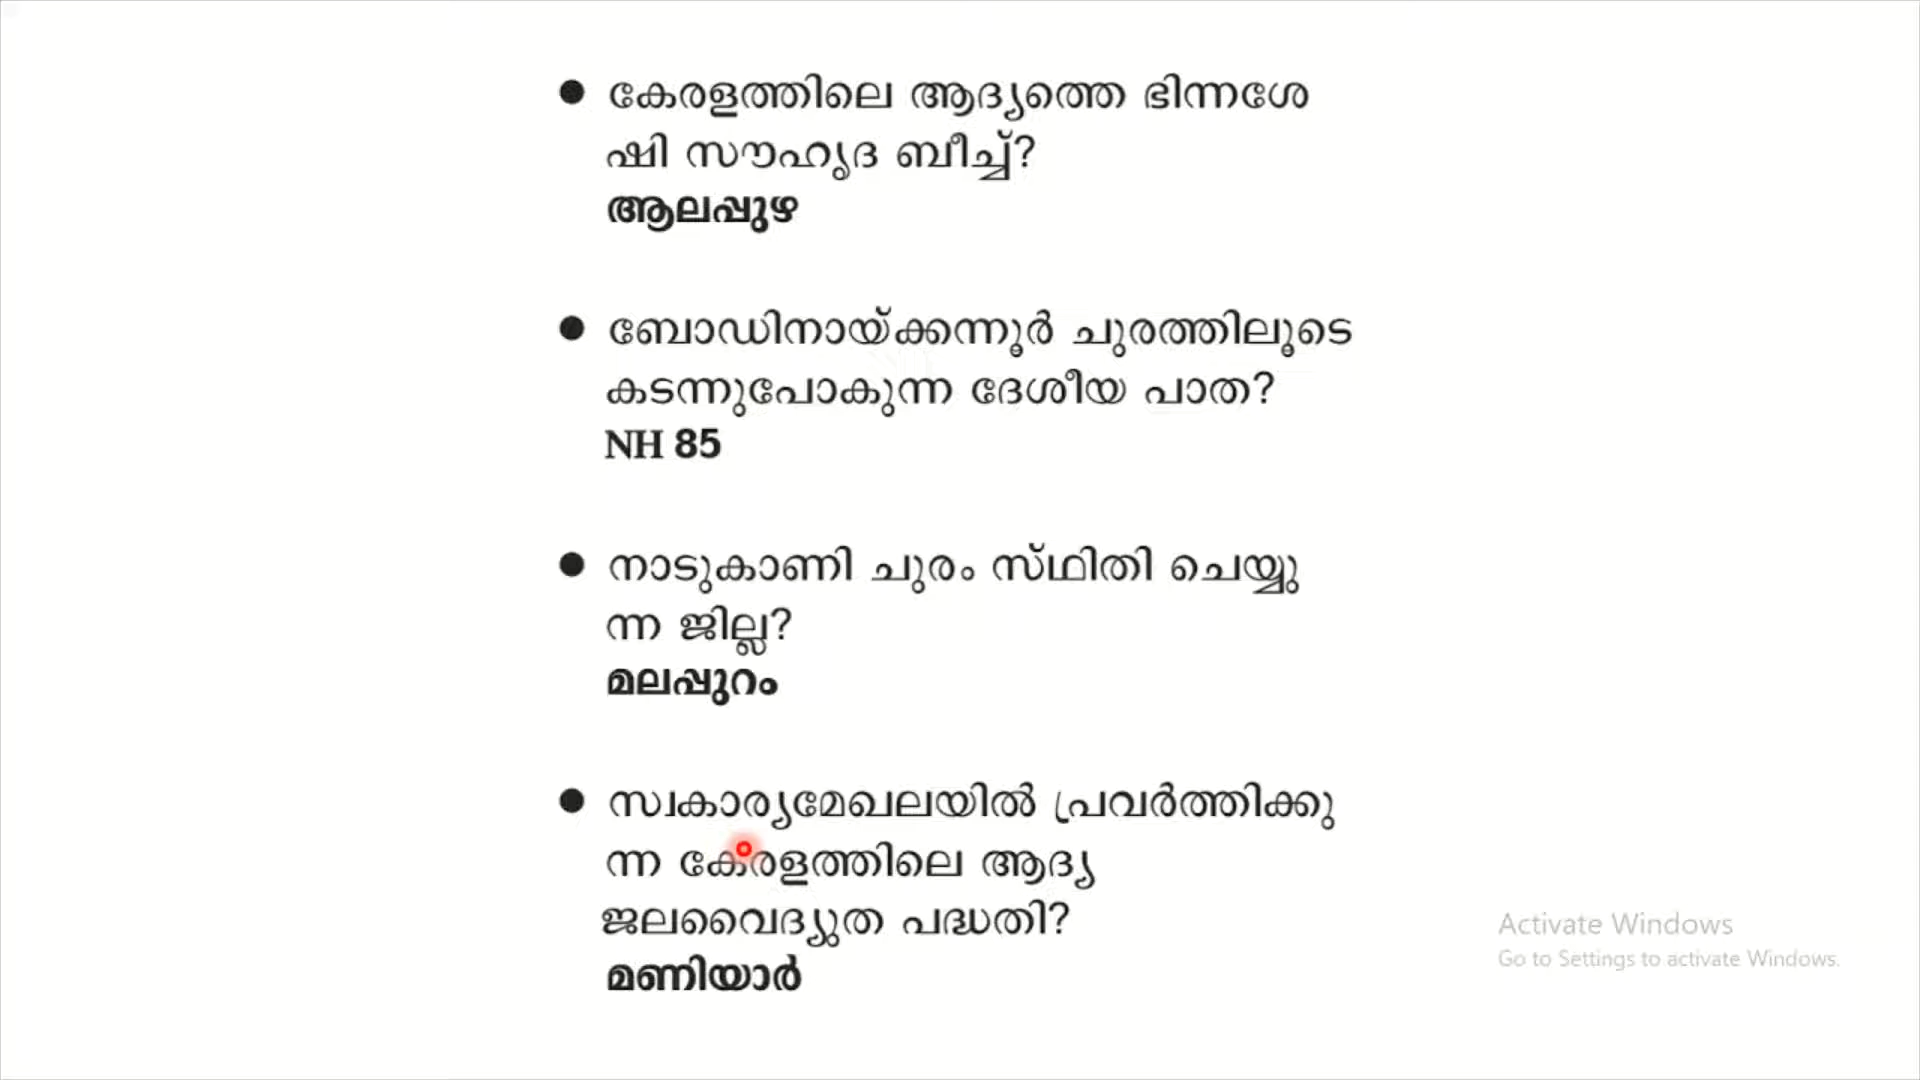 ● കേരളത്തിലെ ആദ്യത്തെ ഭിന്നശേ
ഷി സൗഹൃദ ബീച്ച്?
ആലപ്പുഴ
● ബോഡിനായ്ക്കന്നൂർ ചുരത്തിലൂടെ
കടന്നുപോകുന്ന ദേശീയ പാത?
NH 85
● നാടുകാണി ചുരം സ്ഥിതി ചെയ്യു
ന്ന ജില്ല?
മലപ്പുറം
● സ്വകാര്യമേഖലയിൽ പ്രവർത്തിക്കു
ന്ന കേരളത്തിലെ ആദ്യ
ജലവൈദ്യുത പദ്ധതി?
മണിയാർ
Activate Windows
Go to Settings to activate Windows.